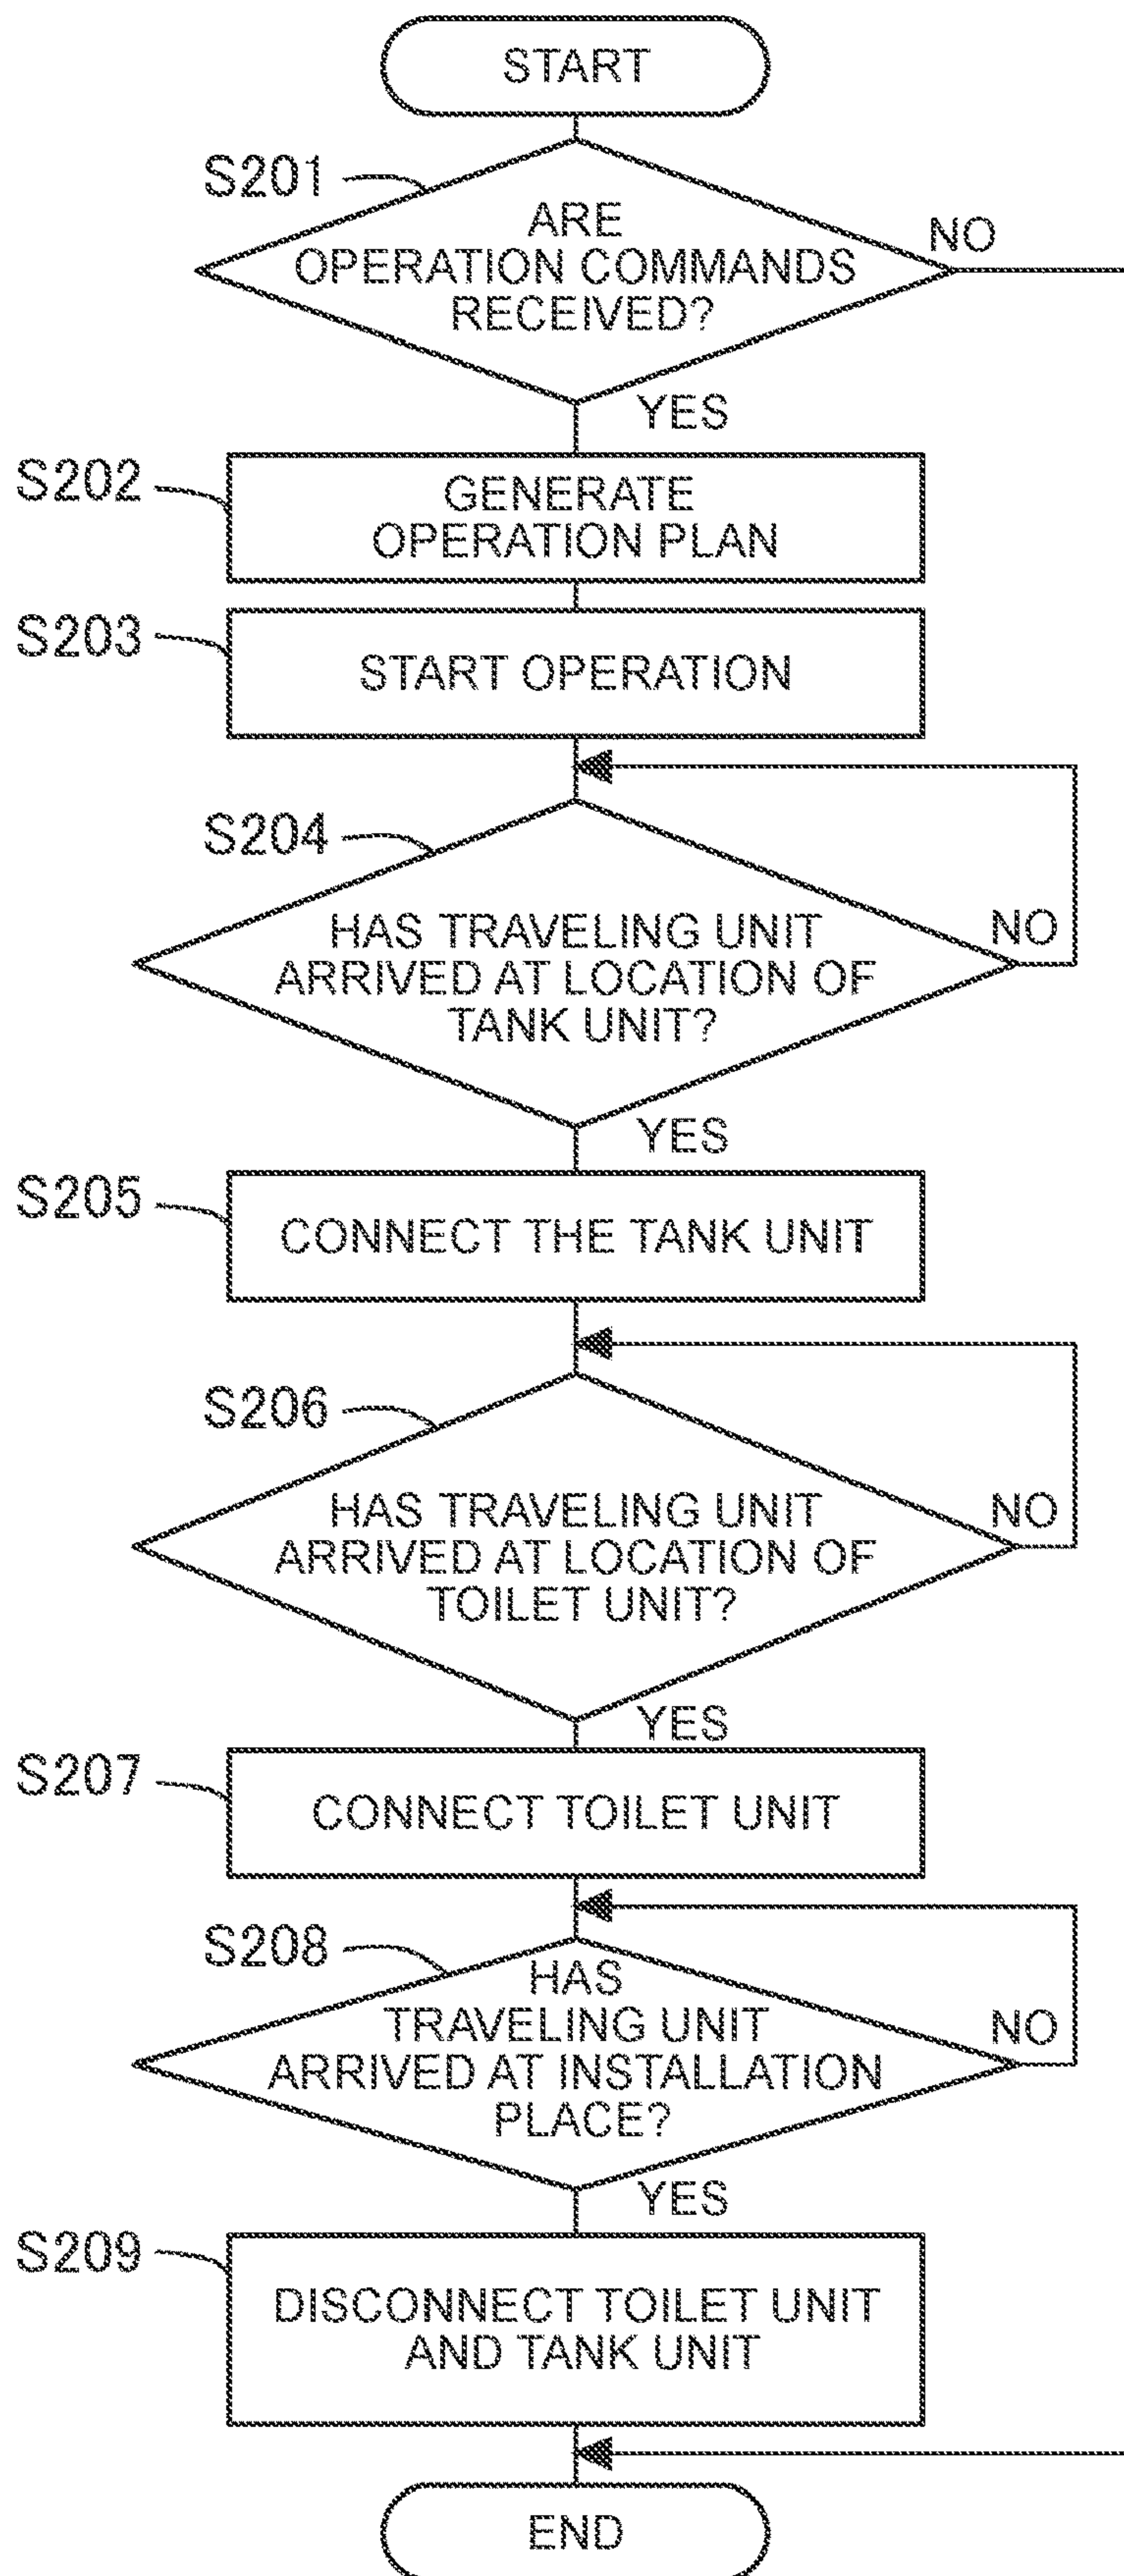 START
S201
ARE
OPERATION COMMANDS
RECEIVED?
NO
YES
S202
GENERATE
OPERATION PLAN
S203
START OPERATION
S204
HAS TRAVELING UNIT
ARRIVED AT LOCATION OF
TANK UNIT?
NO
YES
S205
CONNECT THE TANK UNIT
S206
HAS TRAVELING UNIT
ARRIVED AT LOCATION OF
TOILET UNIT?
NO
YES
S207
CONNECT TOILET UNIT
S208
HAS
TRAVELING UNIT
ARRIVED AT INSTALLATION
PLACE?
NO
YES
S209
DISCONNECT TOILET UNIT
AND TANK UNIT
END